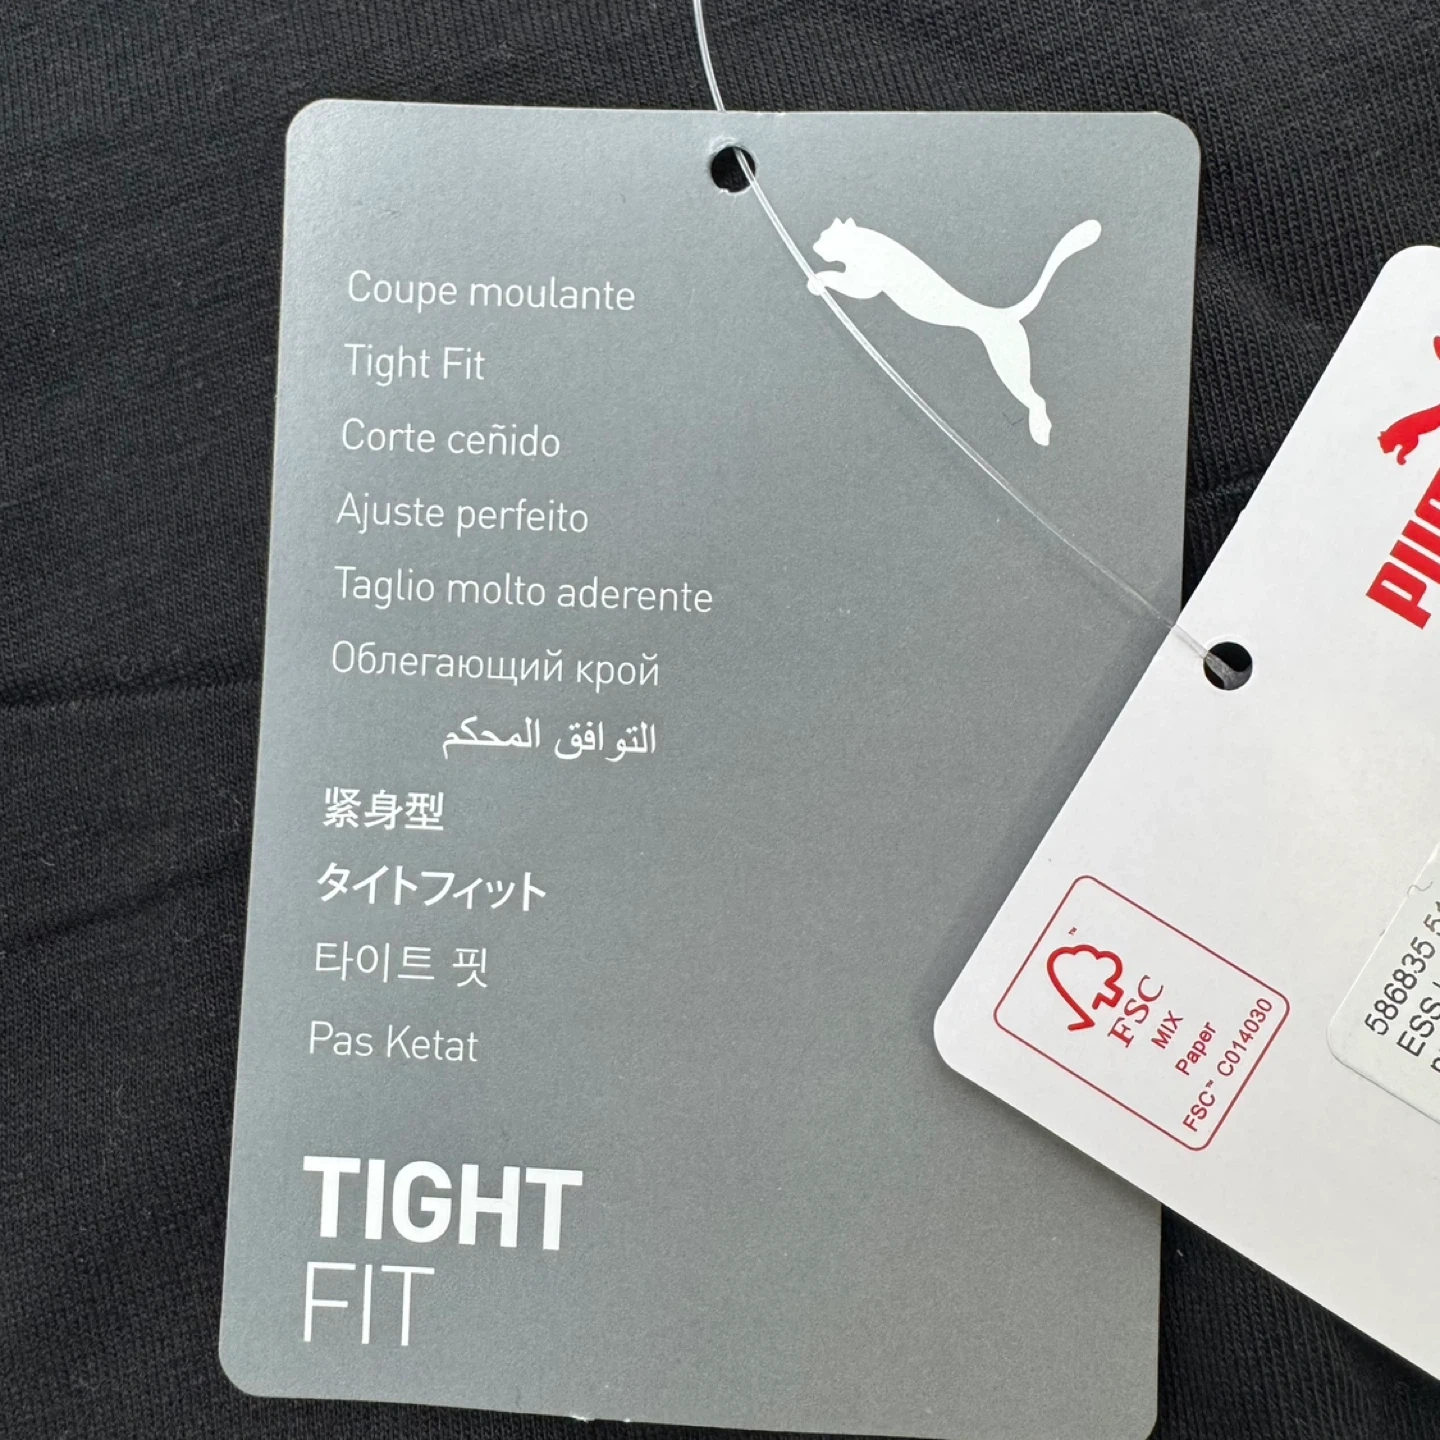 Coupe moulante
Tight Fit
Corte ceñido
Ajuste perfeito
Taglio molto aderente
Облегающий крой
التوافق المحكم
紧身型
タイトフィット
타이트 핏
Pas Ketat
TIGHT
FIT
™
FSC
MIX
Paper
FSC™ C014030
586835
ESS